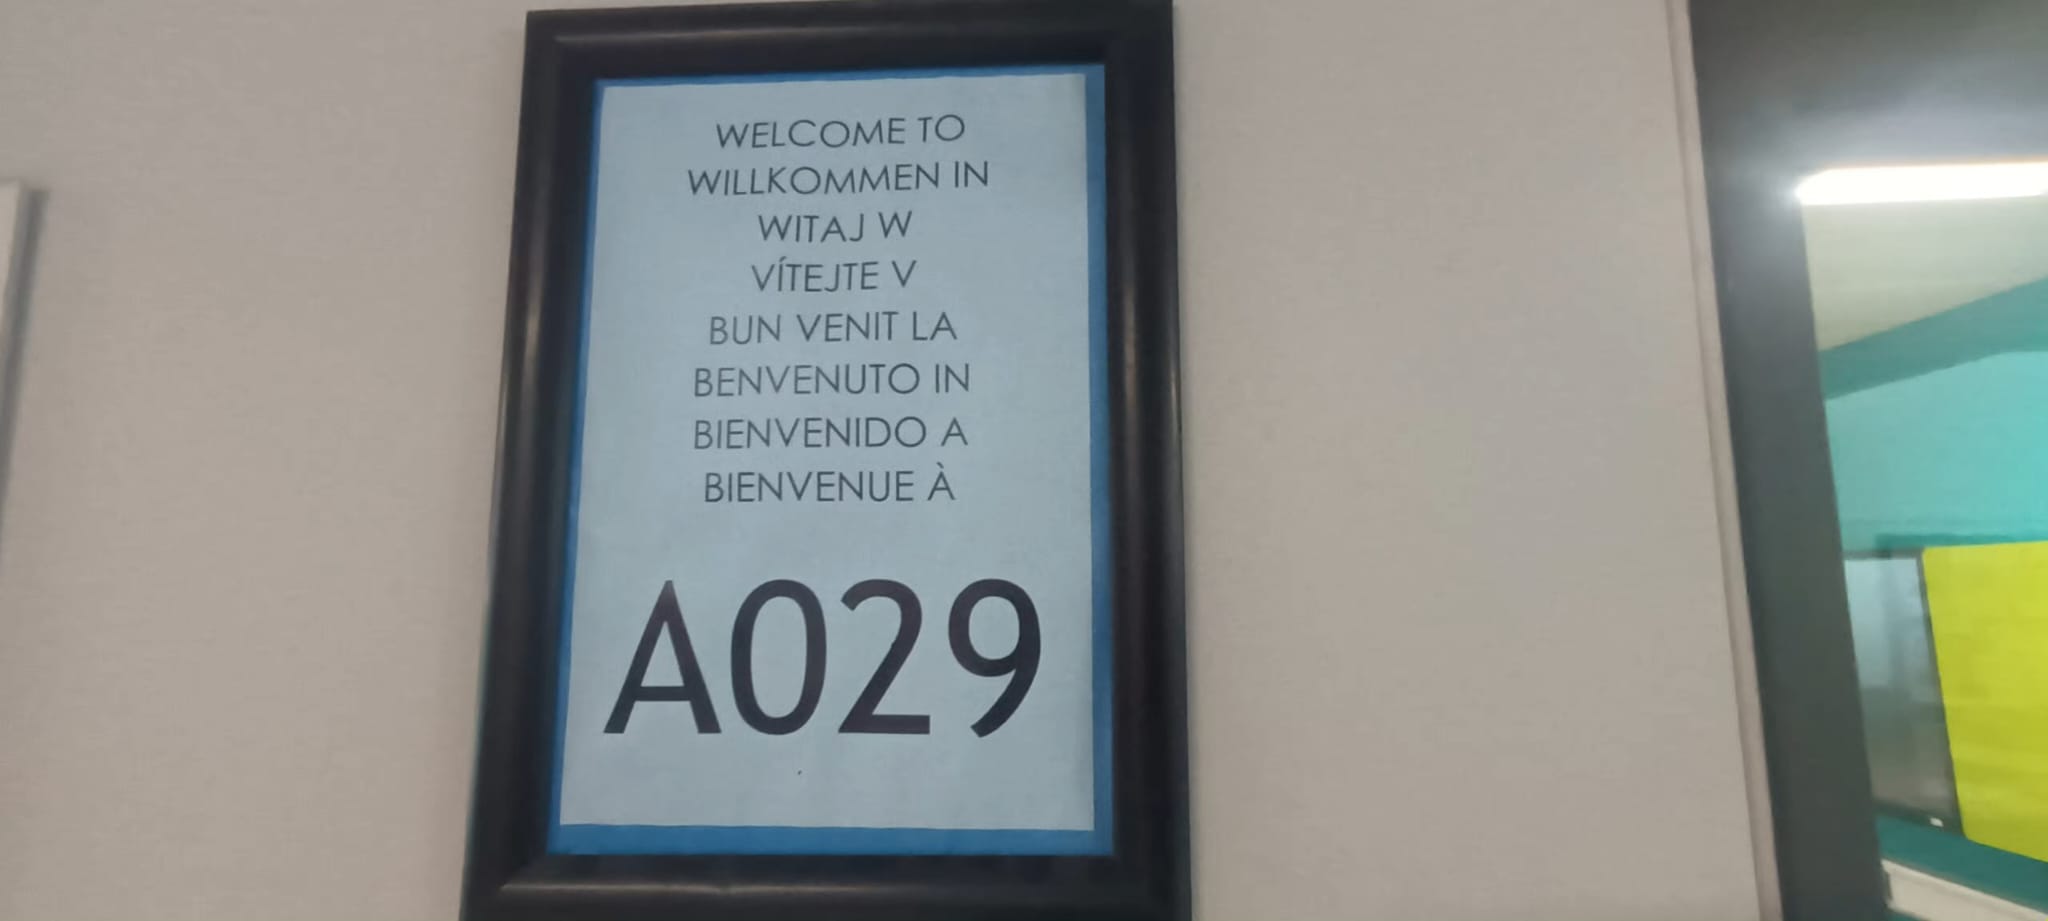 WELCOME TO
WILLKOMMEN IN
WITAJ W
VÍTEJTE V
BUN VENIT LA
BENVENUTO IN
BIENVENIDO A
BIENVENUE À
A029